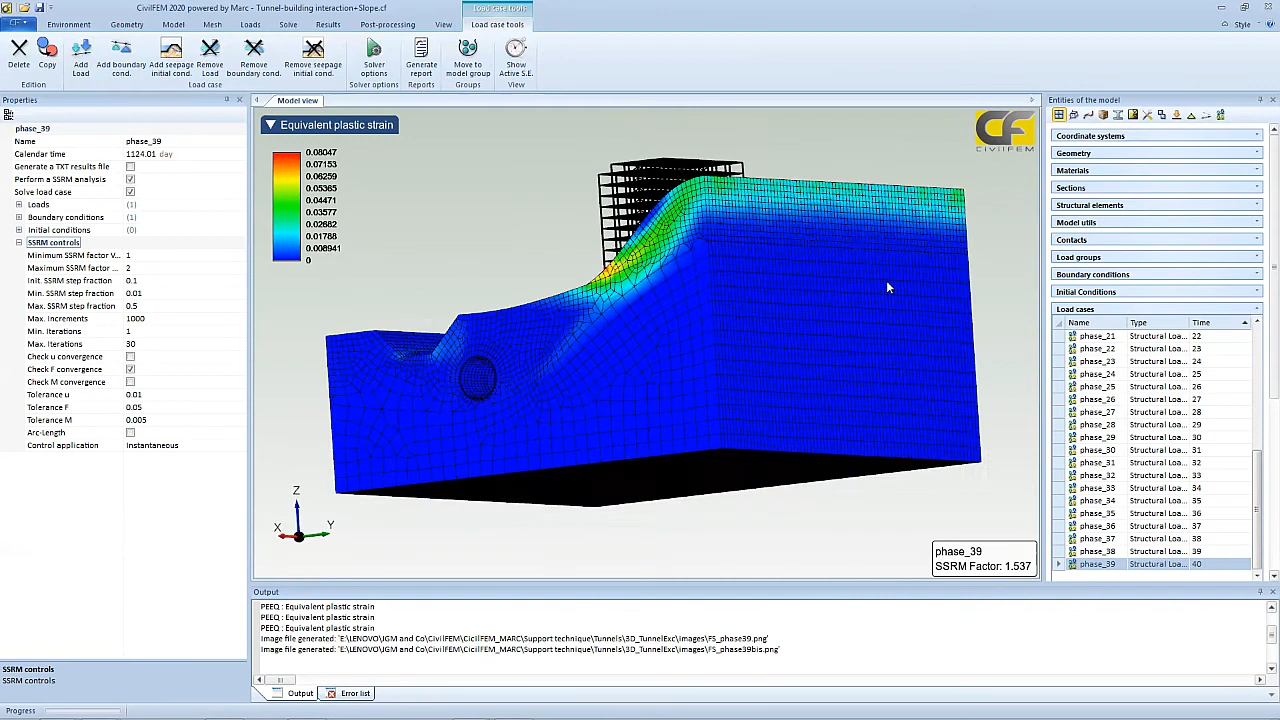 CivilFEM 2020 powered by Marc - Tunnel-building interaction+Slope.cf
Load case tools
CF
Environment
Geometry
Model
Mesh
Loads
Solve
Results
Post-processing
View
Load case tools
Style
Delete
Copy
Add Load
Add boundary cond.
Add seepage initial cond.
Remove Load
Remove boundary cond.
Remove seepage initial cond.
Solver options
Generate report
Move to model group
Show Active S.E.
Edition
Load case
Solver options
Reports
Groups
View
Properties
phase_39
Name phase_39
Calendar time 1124.01 day
Generate a TXT results file
Perform a SSRM analysis
Solve load case
Loads (1)
Boundary conditions (1)
Initial conditions (0)
SSRM controls
Minimum SSRM factor V... 1
Maximum SSRM factor ... 2
Init. SSRM step fraction 0.1
Min. SSRM step fraction 0.01
Max. SSRM step fraction 0.5
Max. Increments 1000
Min. Iterations 1
Max. Iterations 30
Check u convergence
Check F convergence
Check M convergence
Tolerance u 0.01
Tolerance F 0.05
Tolerance M 0.005
Arc-Length
Control application Instantaneous
SSRM controls
SSRM controls
Progress
Model view
Equivalent plastic strain
0.08047
0.07153
0.06259
0.05365
0.04471
0.03577
0.02682
0.01788
0.008941
0
CF
CIVILFEM
Z
X
Y
phase_39
SSRM Factor: 1.537
Output
PEEQ : Equivalent plastic strain
PEEQ : Equivalent plastic strain
PEEQ : Equivalent plastic strain
Image file generated: 'E:\LENOVO\IGM and Co\CivilFEM\CicilFEM_MARC\Support technique\Tunnels\3D_TunnelExc\images\FS_phase39.png'
Image file generated: 'E:\LENOVO\IGM and Co\CivilFEM\CicilFEM_MARC\Support technique\Tunnels\3D_TunnelExc\images\FS_phase39bis.png'
Output
Error list
Entities of the model
Coordinate systems
Geometry
Materials
Sections
Structural elements
Model utils
Contacts
Load groups
Boundary conditions
Initial Conditions
Load cases
Name Type Time
phase_21 Structural Loa... 22
phase_22 Structural Loa... 23
phase_23 Structural Loa... 24
phase_24 Structural Loa... 25
phase_25 Structural Loa... 26
phase_26 Structural Loa... 27
phase_27 Structural Loa... 28
phase_28 Structural Loa... 29
phase_29 Structural Loa... 30
phase_30 Structural Loa... 31
phase_31 Structural Loa... 32
phase_32 Structural Loa... 33
phase_33 Structural Loa... 34
phase_34 Structural Loa... 35
phase_35 Structural Loa... 36
phase_36 Structural Loa... 37
phase_37 Structural Loa... 38
phase_38 Structural Loa... 39
phase_39 Structural Loa... 40